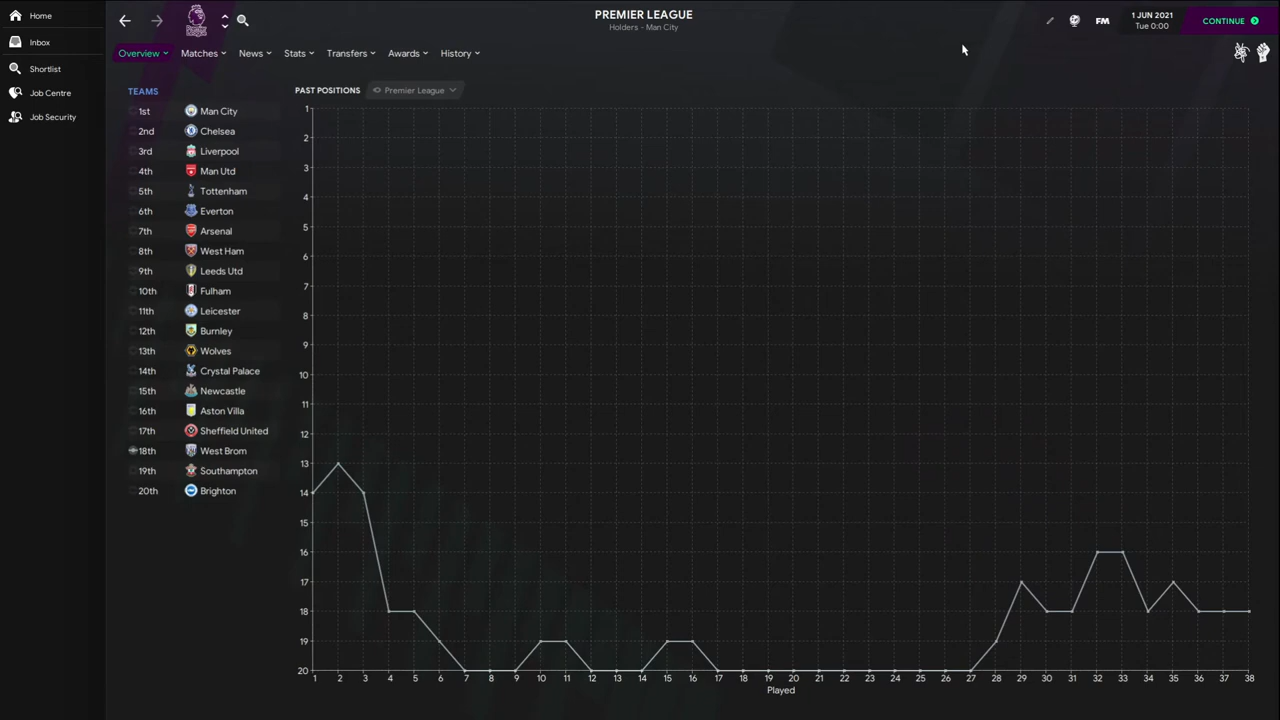 Home
Inbox
Shortlist
Job Centre
Job Security
PREMIER LEAGUE
Holders - Man City
FM
1 JUN 2021
Tue 0:00
CONTINUE
Overview
Matches
News
Stats
Transfers
Awards
History
TEAMS
1st Man City
2nd Chelsea
3rd Liverpool
4th Man Utd
5th Tottenham
6th Everton
7th Arsenal
8th West Ham
9th Leeds Utd
10th Fulham
11th Leicester
12th Burnley
13th Wolves
14th Crystal Palace
15th Newcastle
16th Aston Villa
17th Sheffield United
18th West Brom
19th Southampton
20th Brighton
PAST POSITIONS
Premier League
1
2
3
4
5
6
7
8
9
10
11
12
13
14
15
16
17
18
19
20
1 2 3 4 5 6 7 8 9 10 11 12 13 14 15 16 17 18 19 20 21 22 23 24 25 26 27 28 29 30 31 32 33 34 35 36 37 38
Played